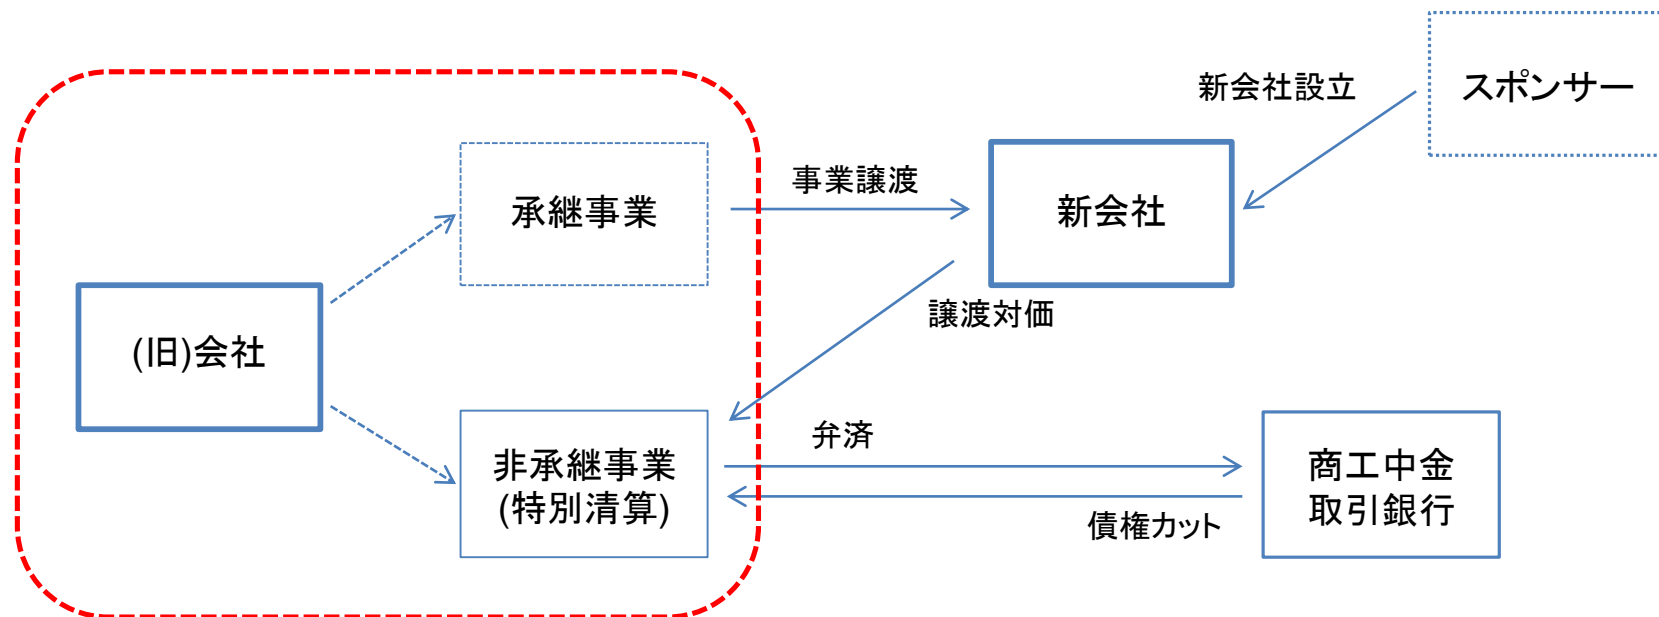 新会社設立
スポンサー
承継事業
事業譲渡
新会社
(旧)会社
譲渡対価
非承継事業
(特別清算)
弁済
債権カット
商工中金
取引銀行